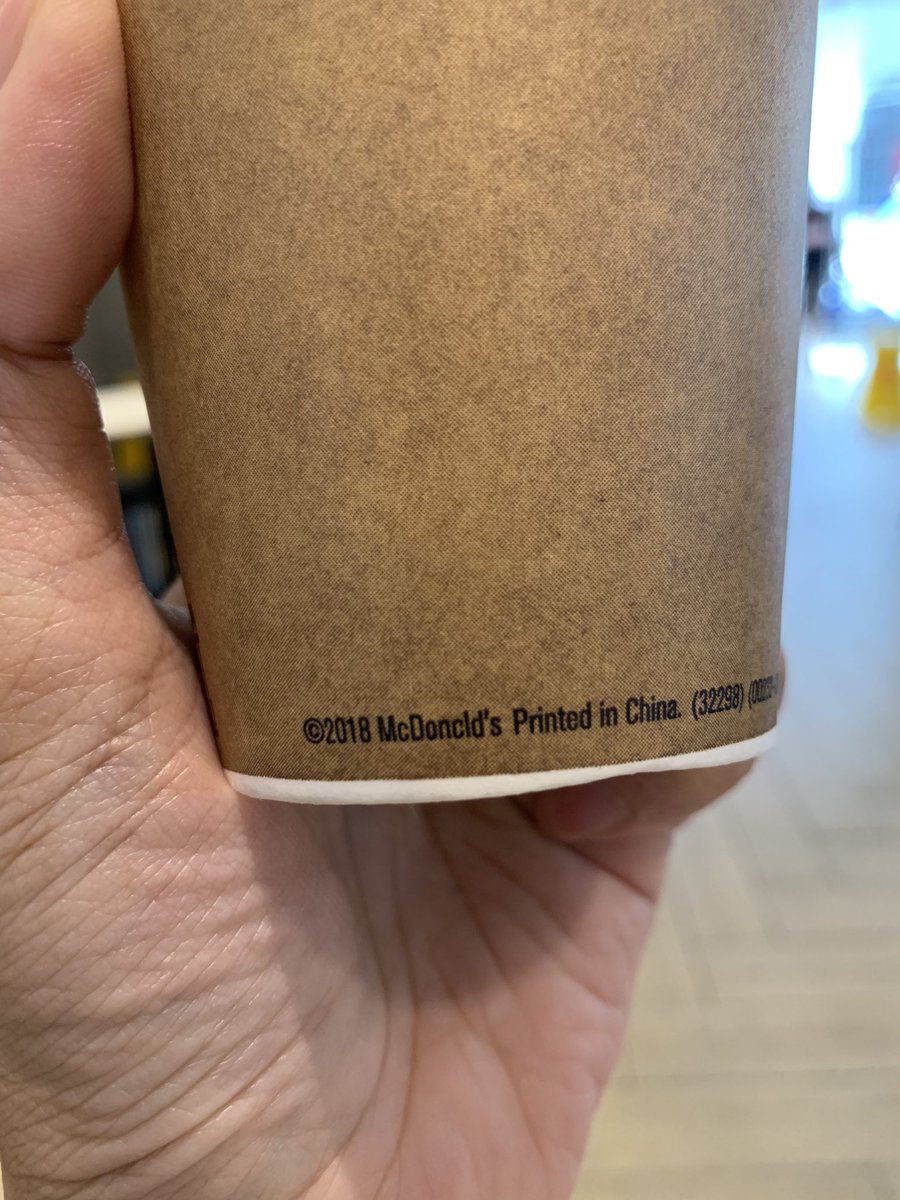 ©2018 McDoncld's Printed in China. (32298)